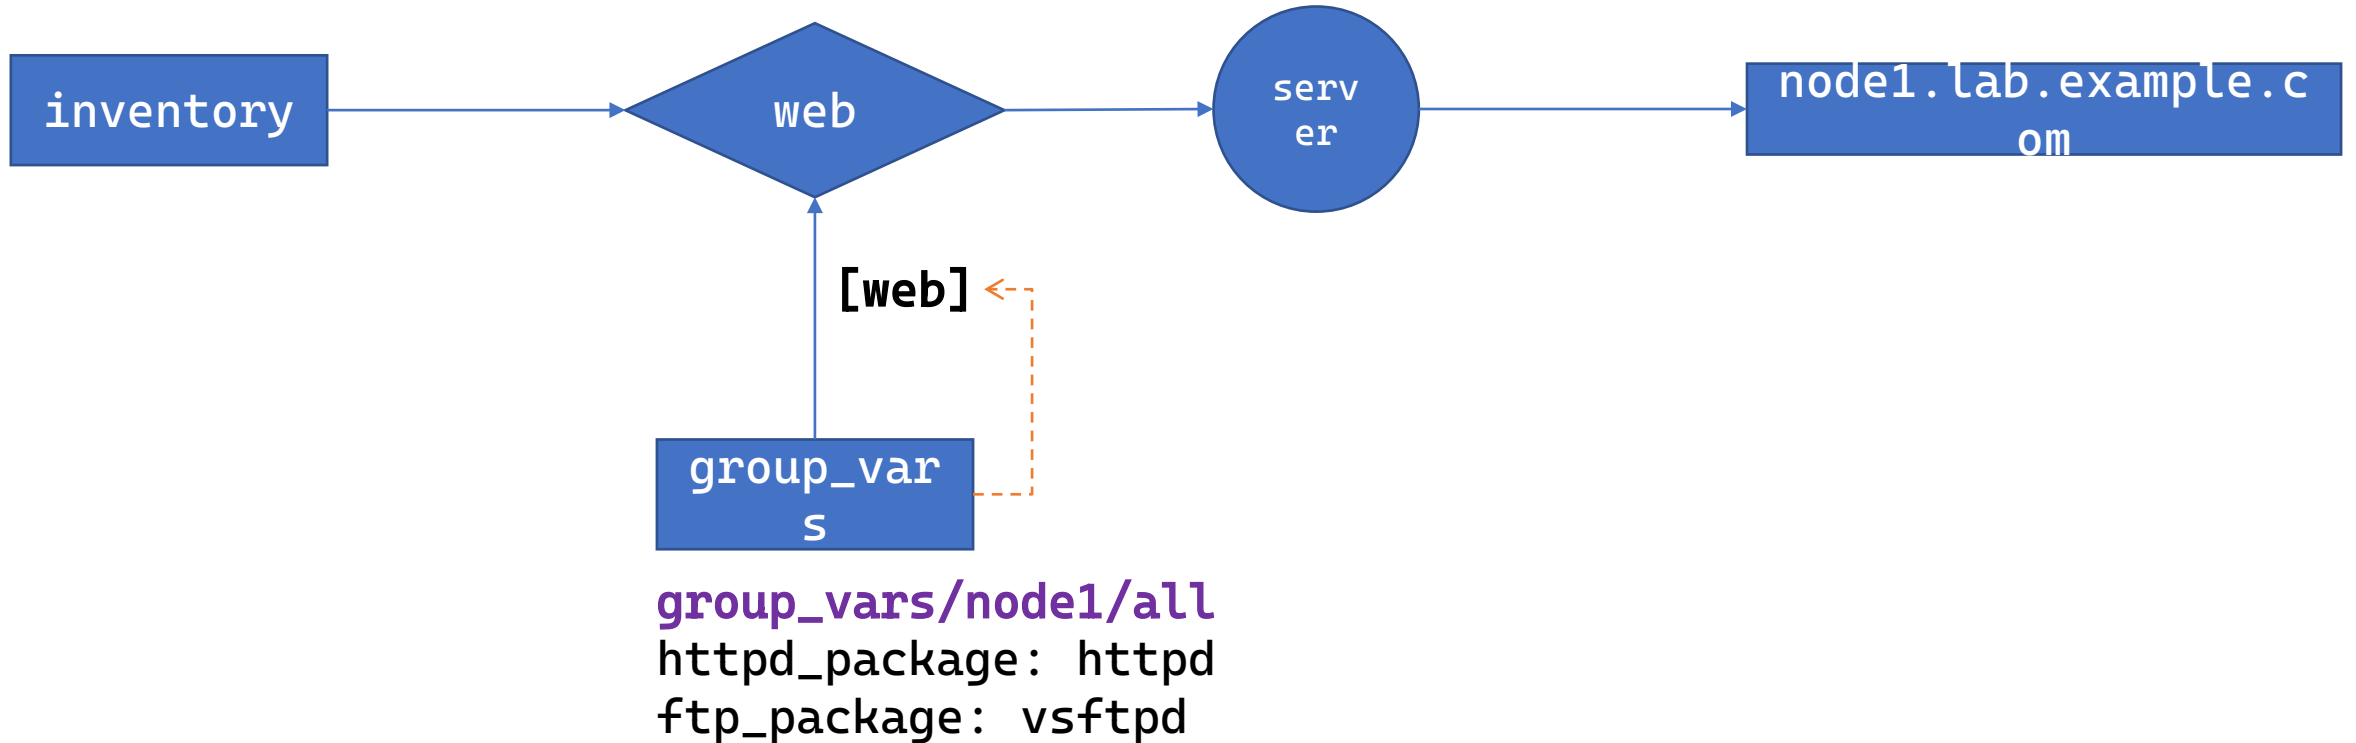 inventory
web
serv
er
node1.lab.example.c
om
[web]
group_var
s
group_vars/node1/all
httpd_package: httpd
ftp_package: vsftpd